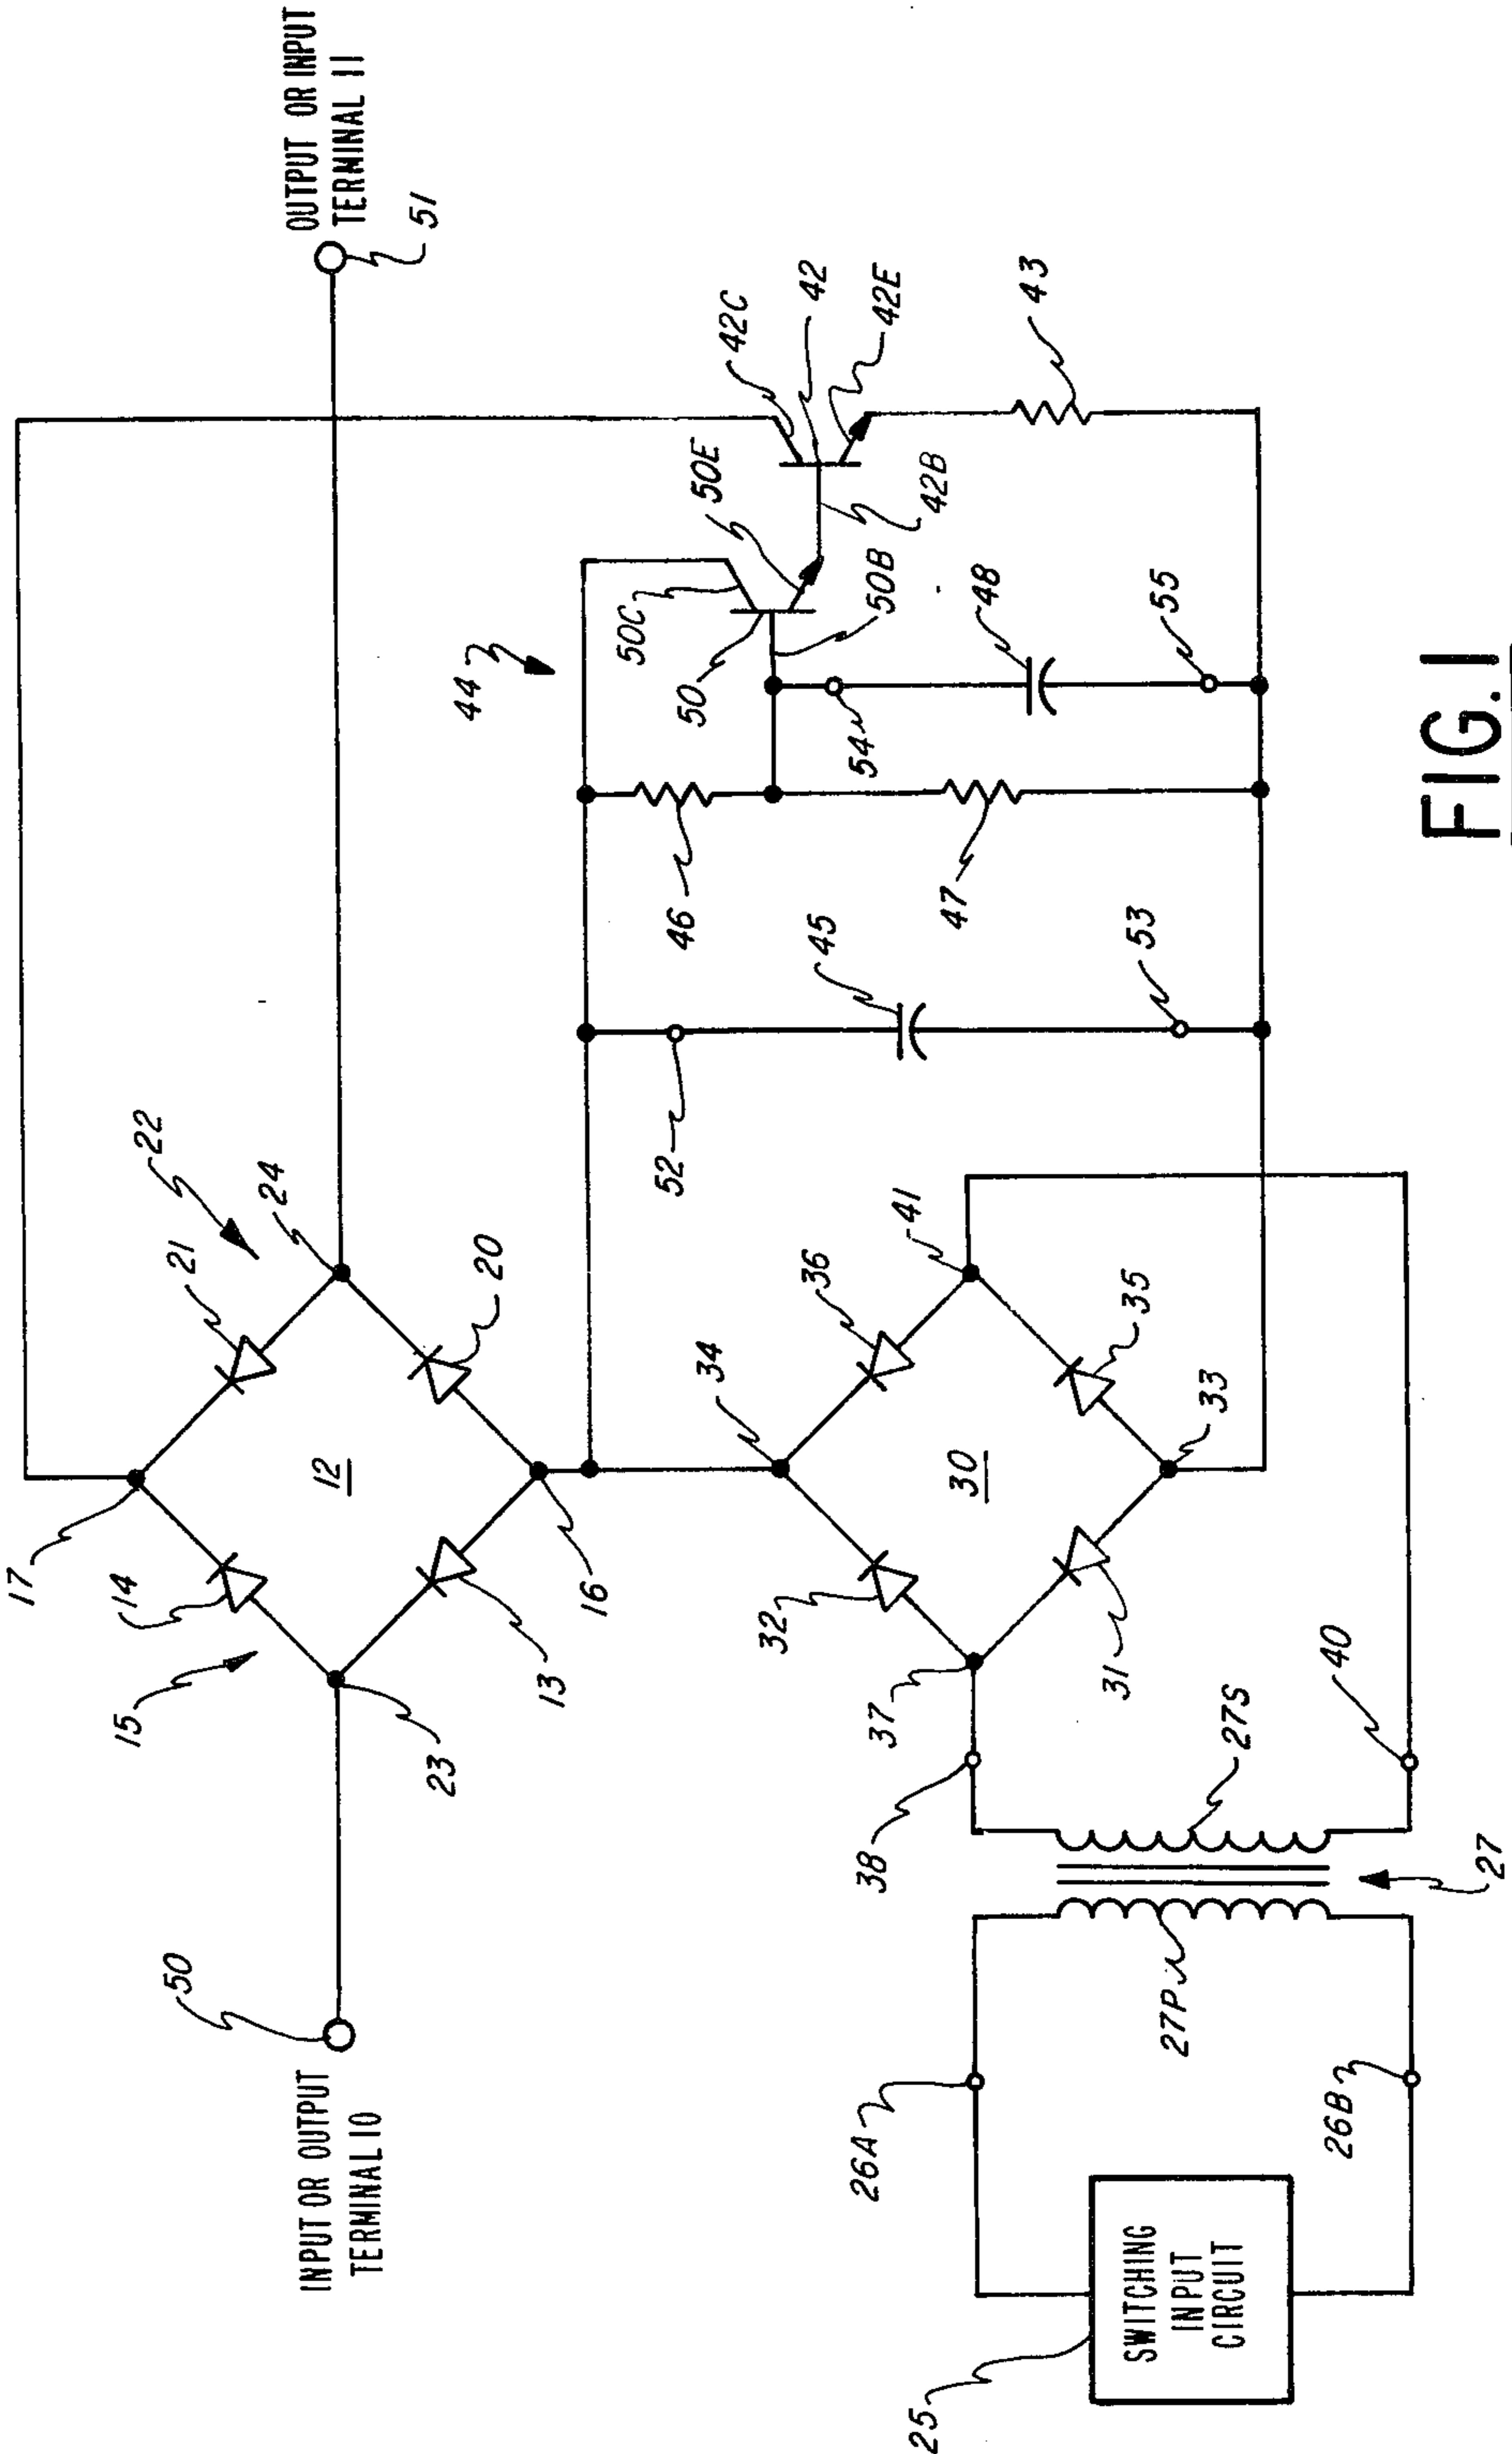 INPUT OR OUTPUT
TERMINAL 10
50
OUTPUT OR INPUT
TERMINAL 11
51
17
14
15
23
13
16
12
21
22
24
20
44
50C
50
50E
50B
42C
42
42E
42B
43
46
47
54
48
55
52
45
53
34
36
41
35
33
30
32
31
37
38
40
27S
27
27P
26A
26B
25
SWITCHING
INPUT
CIRCUIT
FIG. 1